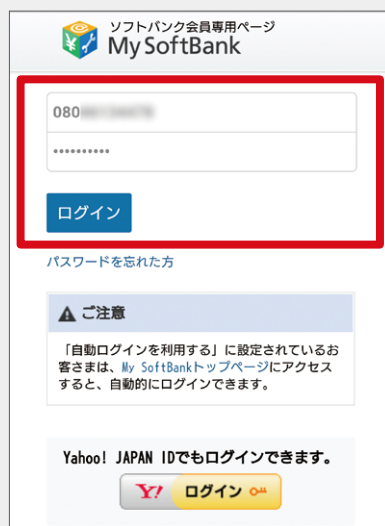 ソフトバンク会員専用ページ
My SoftBank
080
••••••••••
ログイン
パスワードを忘れた方
ご注意
「自動ログインを利用する」に設定されているお
客さまは、My SoftBankトップページにアクセス
すると、自動的にログインできます。
Yahoo! JAPAN IDでもログインできます。
Y! ログイン